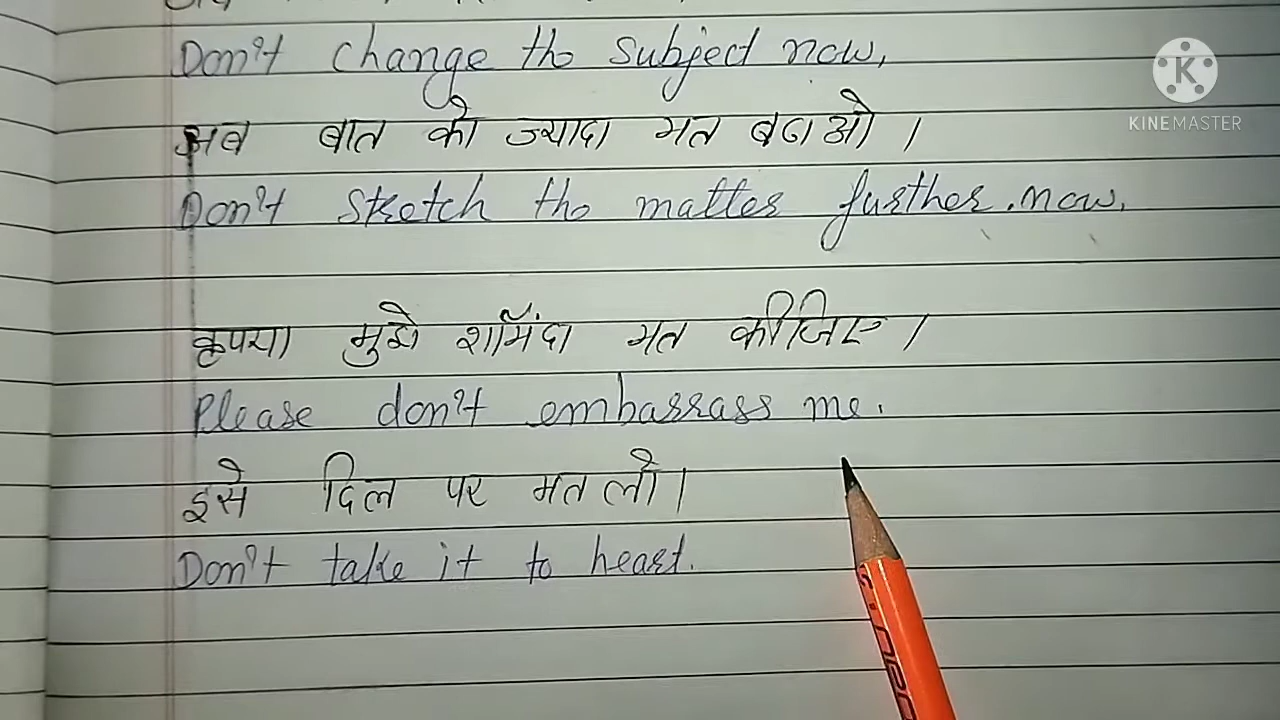 Don't change the subject now,
अब बात को ज्यादा मत बढाओ ।
Don't stretch the matter further. now.
कृपया मुझे शर्मिंदा मत कीजिए ।
Please don't embarrass me.
इसे दिल पर मत लो ।
Don't take it to heart.
K
KINEMASTER